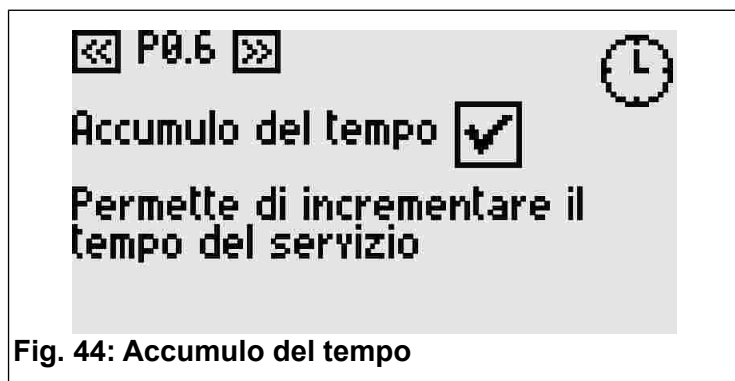 « P0.6 »
Accumulo del tempo
Permette di incrementare il
tempo del servizio
Fig. 44: Accumulo del tempo